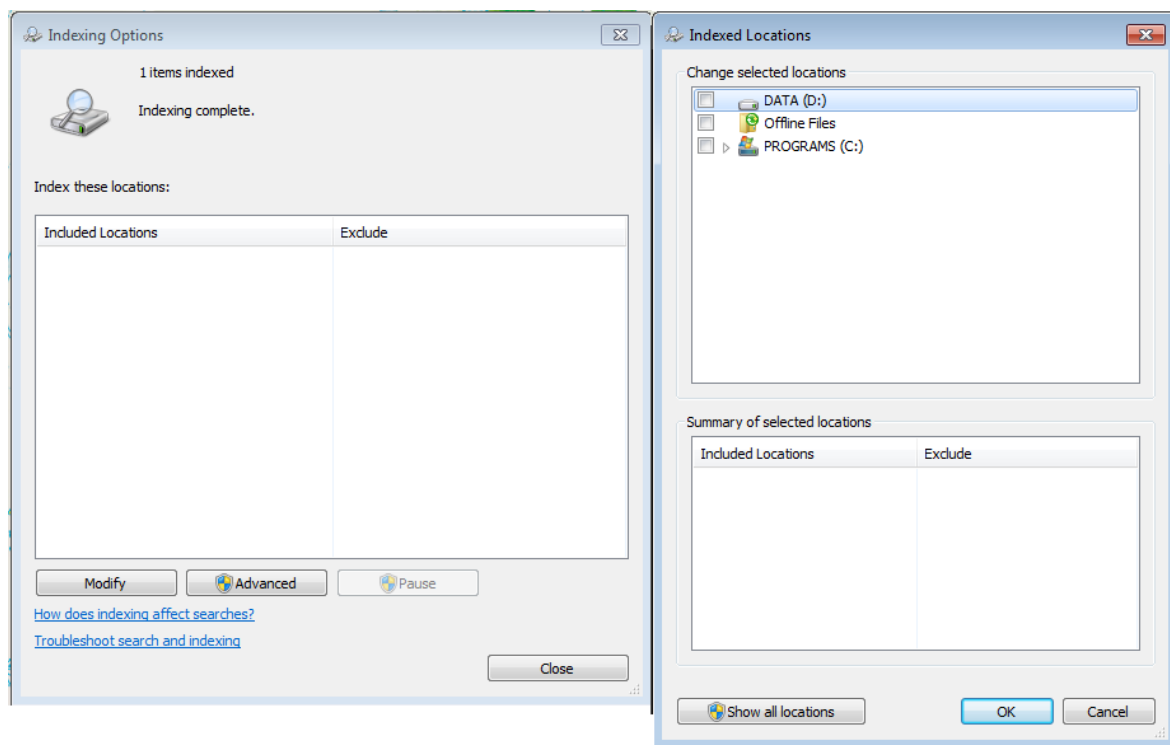 Indexing Options
1 items indexed
Indexing complete.
Index these locations:
Included Locations Exclude
Modify Advanced Pause
How does indexing affect searches?
Troubleshoot search and indexing
Close
Indexed Locations
Change selected locations
DATA (D:)
Offline Files
PROGRAMS (C:)
Summary of selected locations
Included Locations Exclude
Show all locations OK Cancel